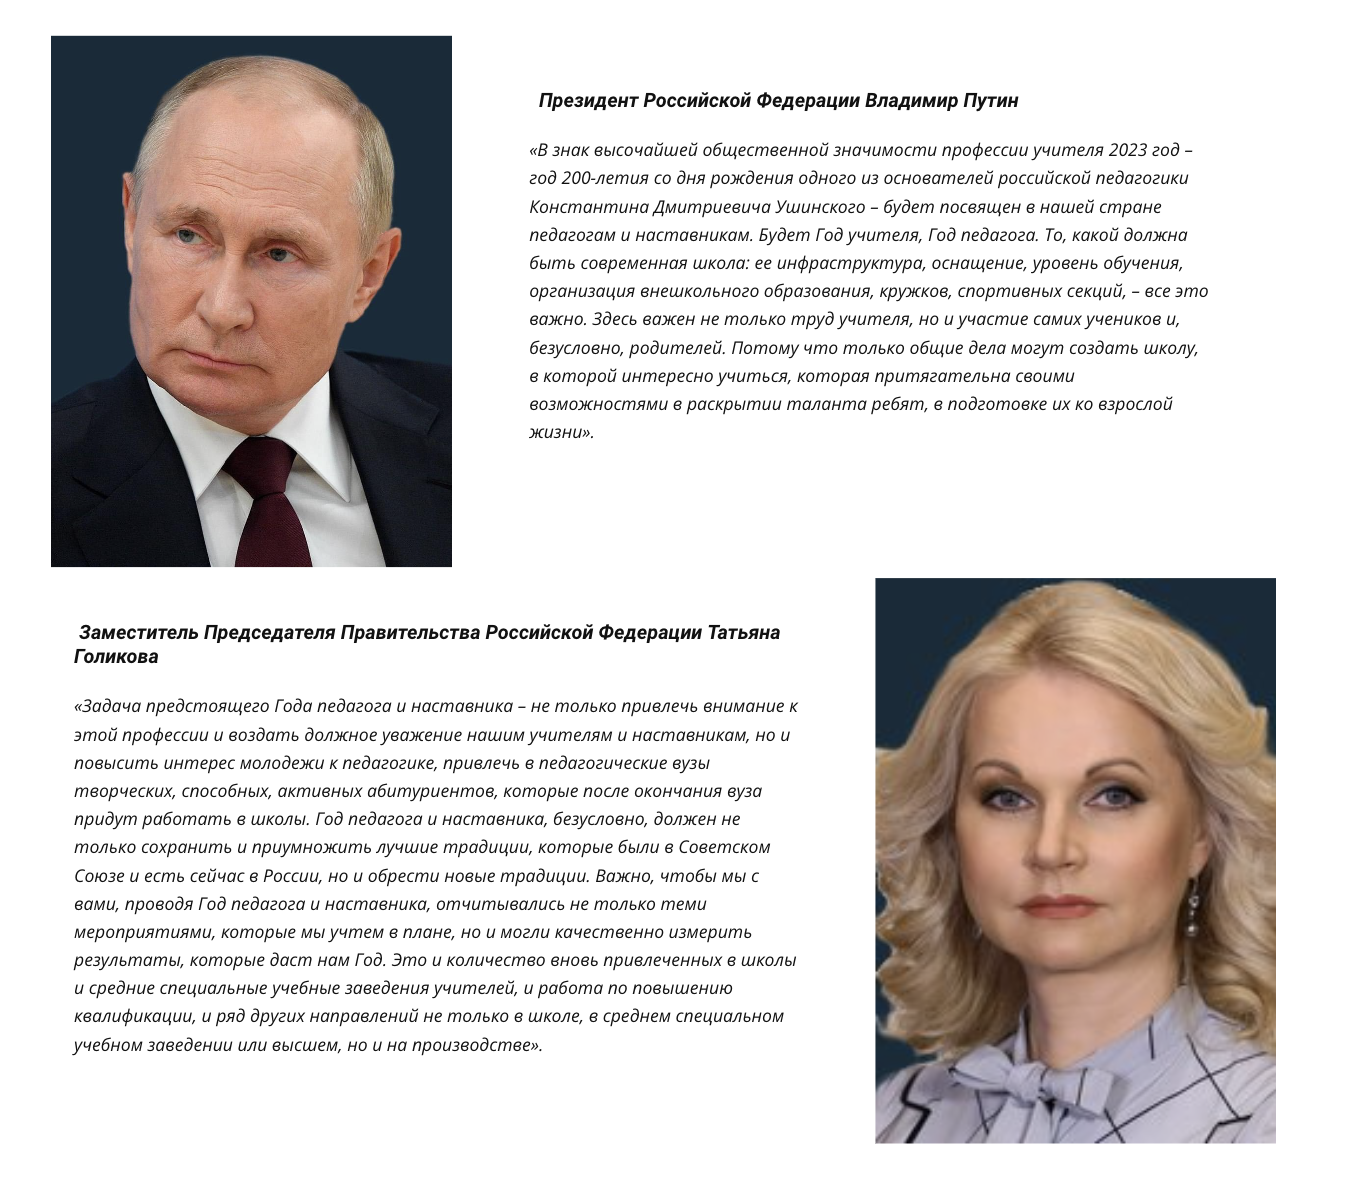 Президент Российской Федерации Владимир Путин
«В знак высочайшей общественной значимости профессии учителя 2023 год –
год 200-летия со дня рождения одного из основателей российской педагогики
Константина Дмитриевича Ушинского – будет посвящен в нашей стране
педагогам и наставникам. Будет Год учителя, Год педагога. То, какой должна
быть современная школа: ее инфраструктура, оснащение, уровень обучения,
организация внешкольного образования, кружков, спортивных секций, – все это
важно. Здесь важен не только труд учителя, но и участие самих учеников и,
безусловно, родителей. Потому что только общие дела могут создать школу,
в которой интересно учиться, которая притягательна своими
возможностями в раскрытии таланта ребят, в подготовке их ко взрослой
жизни».
Заместитель Председателя Правительства Российской Федерации Татьяна
Голикова
«Задача предстоящего Года педагога и наставника – не только привлечь внимание к
этой профессии и воздать должное уважение нашим учителям и наставникам, но и
повысить интерес молодежи к педагогике, привлечь в педагогические вузы
творческих, способных, активных абитуриентов, которые после окончания вуза
придут работать в школы. Год педагога и наставника, безусловно, должен не
только сохранить и приумножить лучшие традиции, которые были в Советском
Союзе и есть сейчас в России, но и обрести новые традиции. Важно, чтобы мы с
вами, проводя Год педагога и наставника, отчитывались не только теми
мероприятиями, которые мы учтем в плане, но и могли качественно измерить
результаты, которые даст нам Год. Это и количество вновь привлеченных в школы
и средние специальные учебные заведения учителей, и работа по повышению
квалификации, и ряд других направлений не только в школе, в среднем специальном
учебном заведении или высшем, но и на производстве».